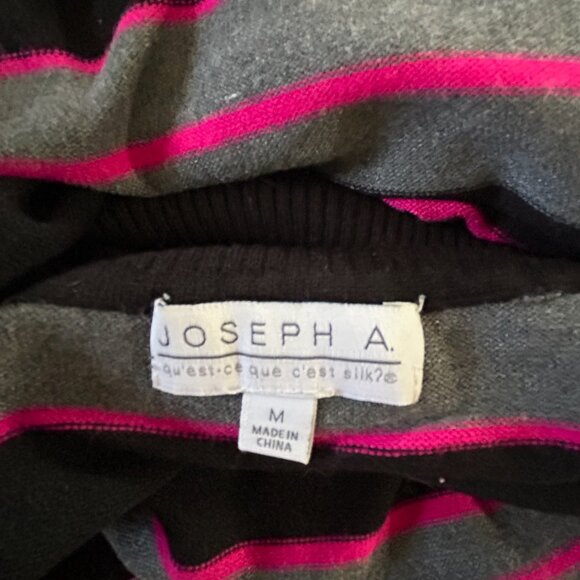 JOSEPH A.
qu'est-ce que c'est silk?®
M
MADE IN
CHINA